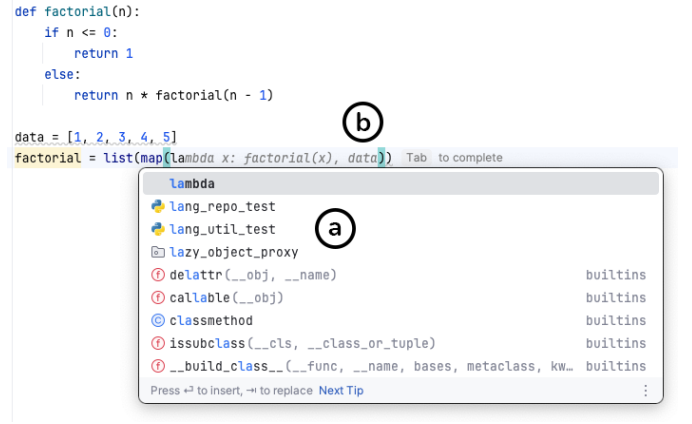 def factorial(n):
if n <= 0:
return 1
else:
return n * factorial(n - 1)
b
data = [1, 2, 3, 4, 5]
factorial = list(map(lambda x: factorial(x), data)) Tab to complete
lambda
lang_repo_test
lang_util_test
a
lazy_object_proxy
delattr(__obj, __name) builtins
callable(__obj) builtins
classmethod builtins
issubclass(__cls, __class_or_tuple) builtins
__build_class__(__func, __name, bases, metaclass, kw… builtins
Press ⏎ to insert, ⇥ to replace Next Tip